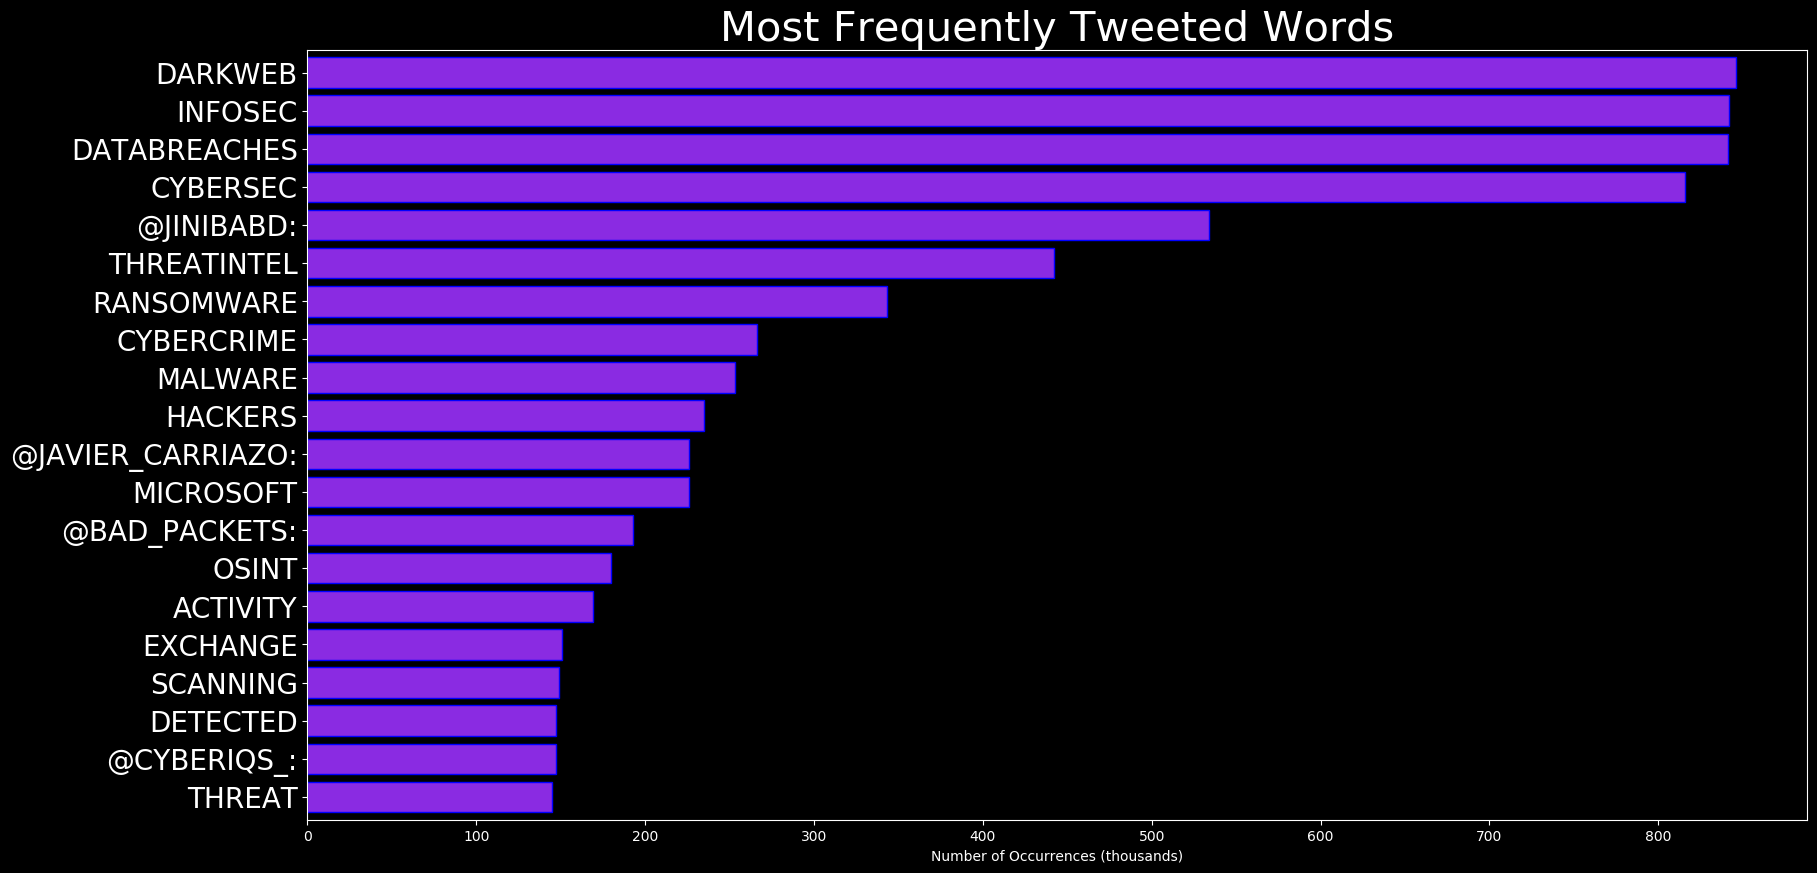 Most Frequently Tweeted Words
DARKWEB
INFOSEC
DATABREACHES
CYBERSEC
@JINIBABD:
THREATINTEL
RANSOMWARE
CYBERCRIME
MALWARE
HACKERS
@JAVIER_CARRIAZO:
MICROSOFT
@BAD_PACKETS:
OSINT
ACTIVITY
EXCHANGE
SCANNING
DETECTED
@CYBERIQS_:
THREAT
0 100 200 300 400 500 600 700 800
Number of Occurrences (thousands)